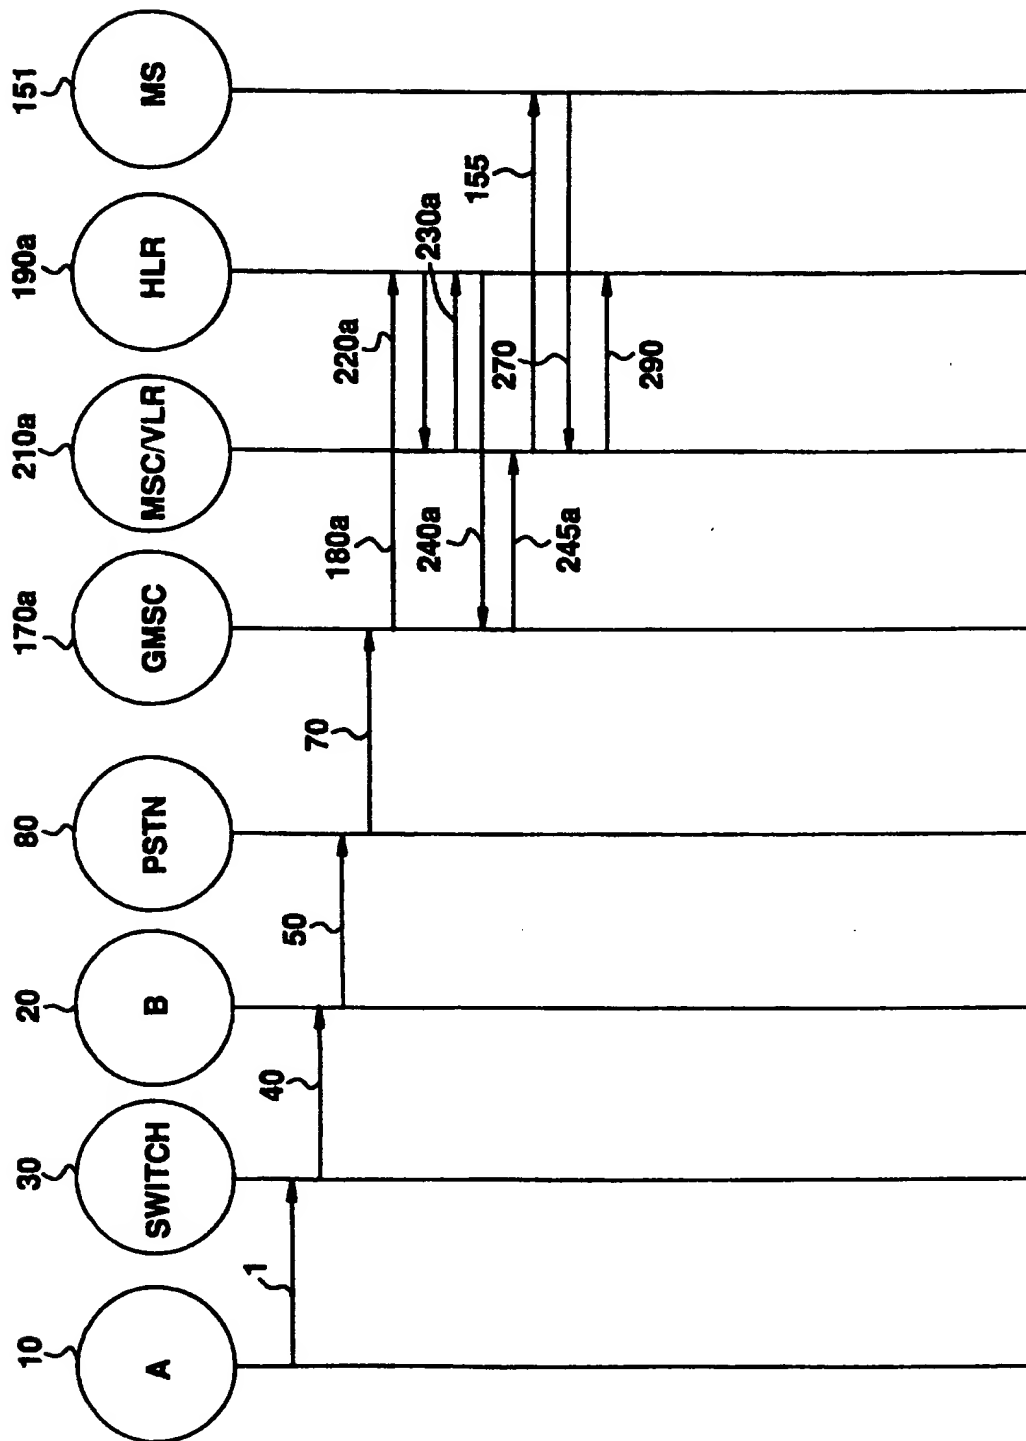 10
30
20
80
170a
210a
190a
151
A
SWITCH
B
PSTN
GMSC
MSC/VLR
HLR
MS
1
40
50
70
180a
220a
230a
240a
245a
155
270
290